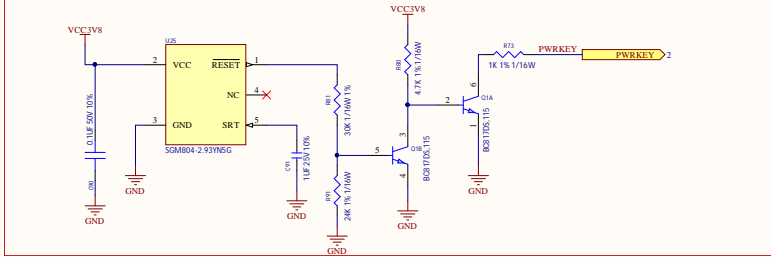 VCC3V8
VCC3V8
U25
R73
PWRKEY
PWRKEY
2
1K 1% 1/16W
2
VCC
RESET
1
R80
4.7K 1% 1/16W
6
NC
4
R81
30K 1/16W 1%
2
Q1A
0.1UF 50V 10%
3
GND
SRT
5
1
BC817DS,115
3
SGM804-2.93YN5G
C91
1UF 25V 10%
5
Q1B
BC817DS,115
4
C90
GND
R91
24K 1% 1/16W
GND
GND
GND
GND
GND